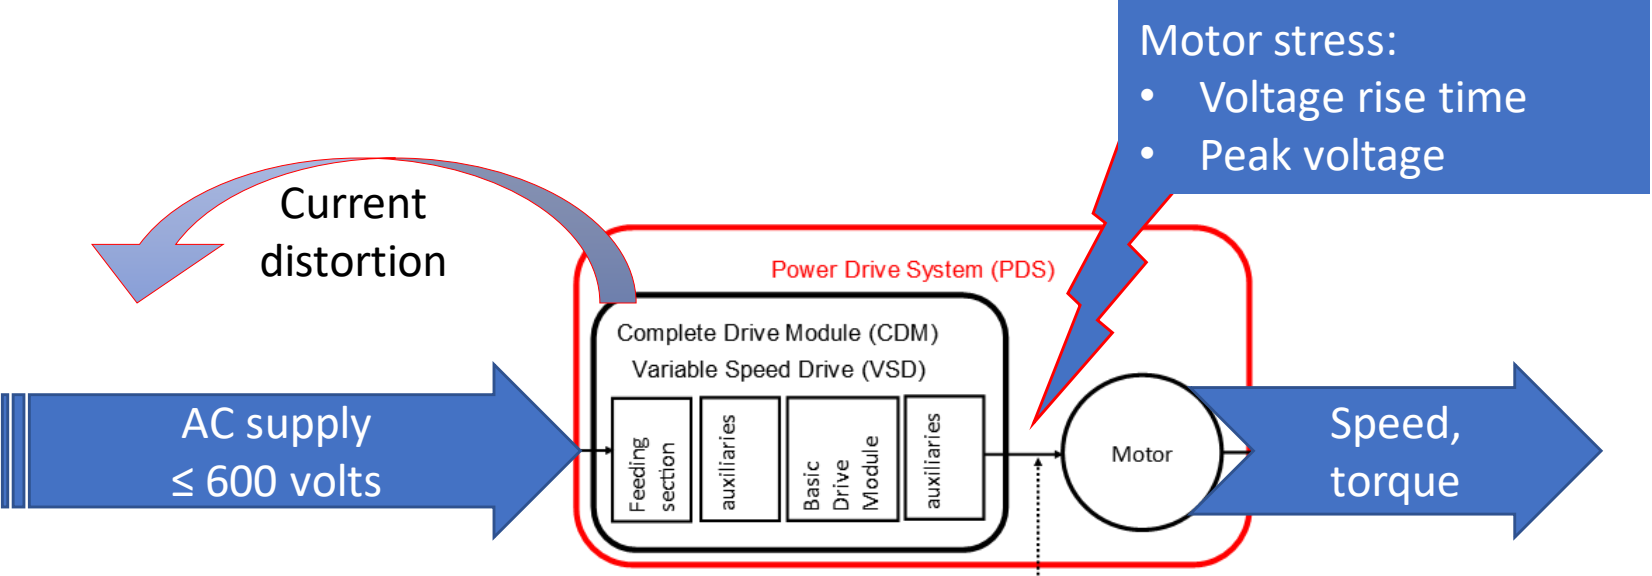 Motor stress:
• Voltage rise time
• Peak voltage
Current
distortion
Power Drive System (PDS)
Complete Drive Module (CDM)
Variable Speed Drive (VSD)
AC supply
≤ 600 volts
Feeding
section
auxiliaries
Basic
Drive
Module
auxiliaries
Motor
Speed,
torque